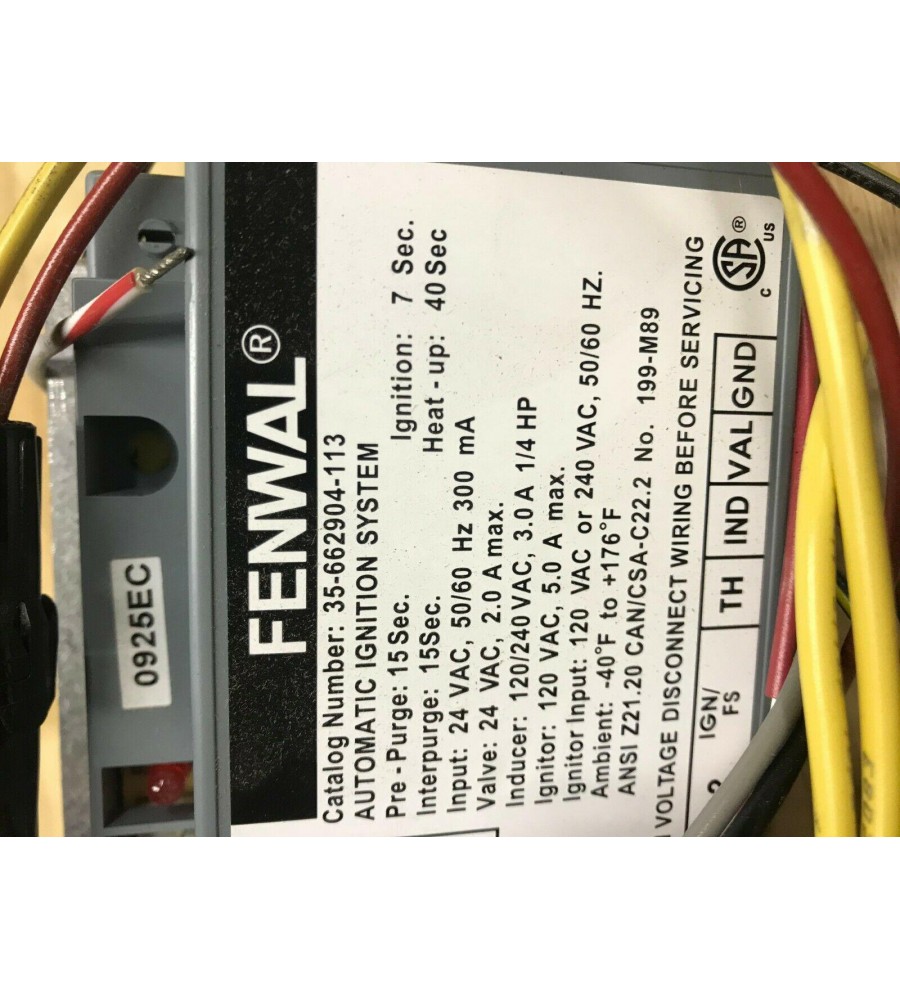 0925EC
FENWAL®
Catalog Number: 35-662904-113
AUTOMATIC IGNITION SYSTEM
Pre-Purge: 15 Sec. Ignition: 7 Sec.
Interpurge: 15Sec. Heat-up: 40 Sec
Input: 24 VAC, 50/60 Hz 300 mA
Valve: 24 VAC, 2.0 A max.
Inducer: 120/240 VAC, 3.0 A 1/4 HP
Ignitor: 120 VAC, 5.0 A max.
Ignitor Input: 120 VAC or 240 VAC, 50/60 HZ.
Ambient: -40°F to +176°F
ANSI Z21.20 CAN/CSA-C22.2 No. 199-M89
VOLTAGE DISCONNECT WIRING BEFORE SERVICING
IGN/
FS TH IND VAL GND
C SA® US